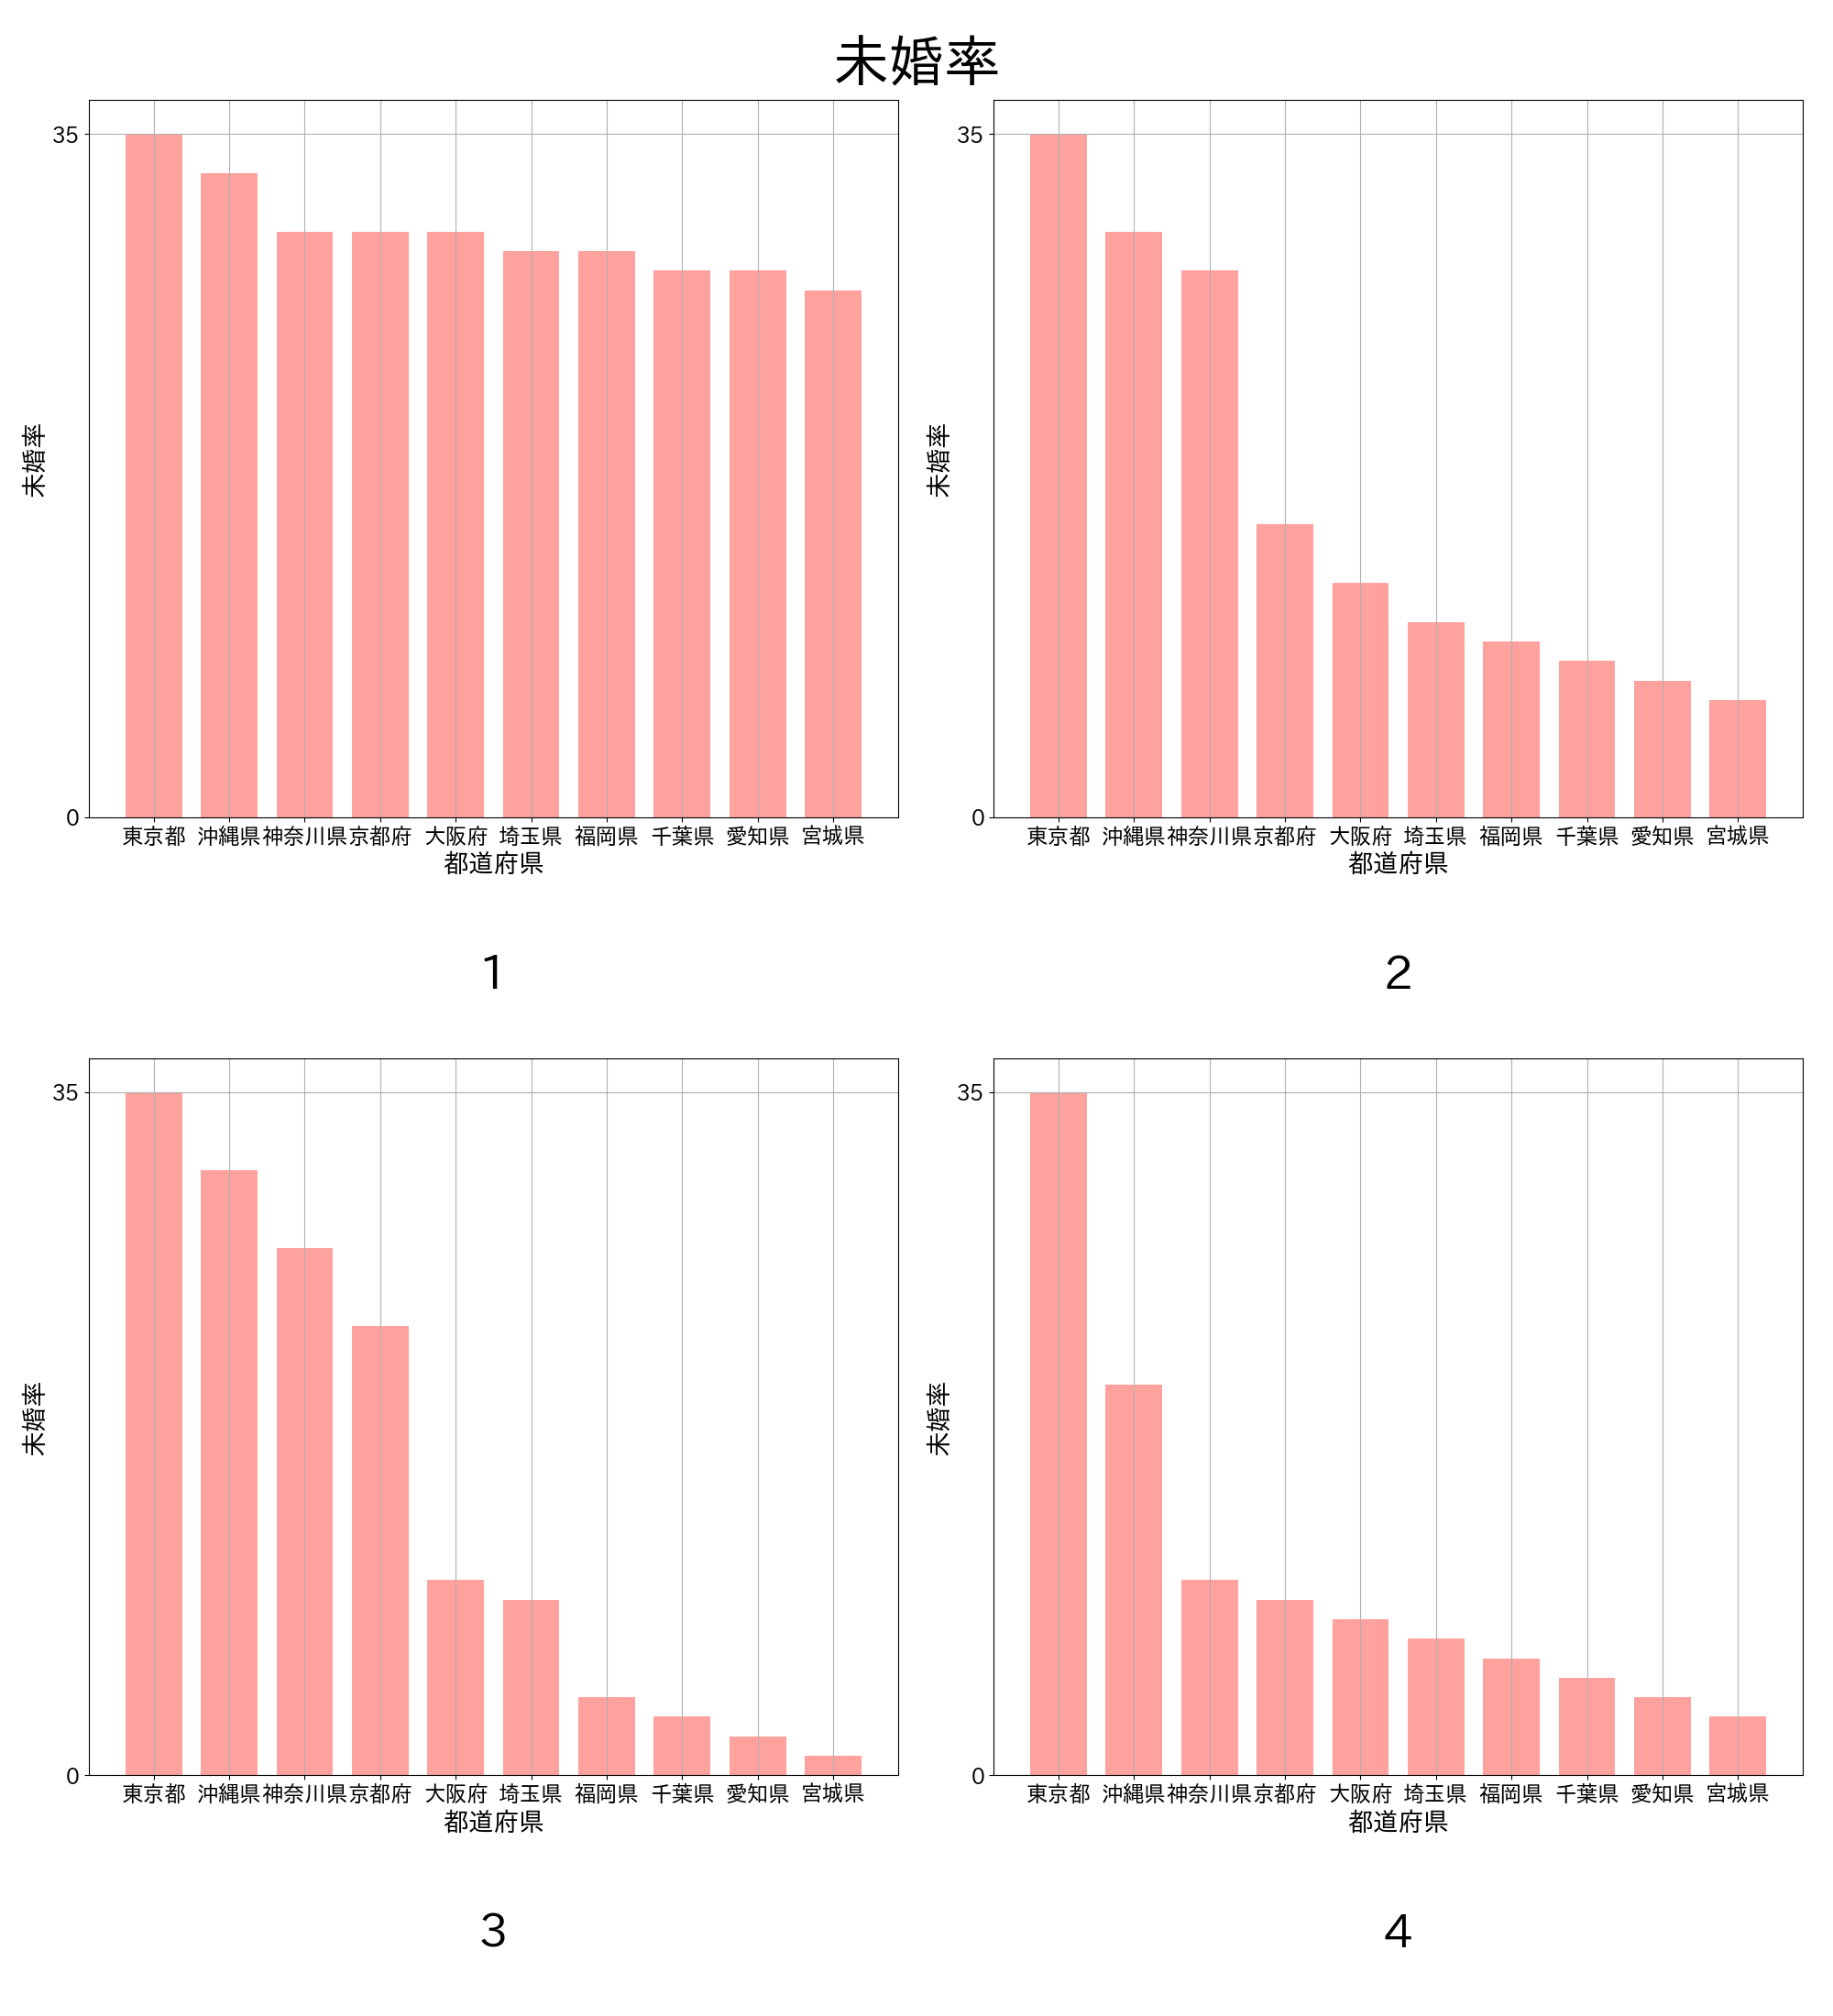 未婚率
35
0
未婚率
東京都 沖縄県 神奈川県 京都府 大阪府 埼玉県 福岡県 千葉県 愛知県 宮城県
都道府県
1
35
0
未婚率
東京都 沖縄県 神奈川県 京都府 大阪府 埼玉県 福岡県 千葉県 愛知県 宮城県
都道府県
2
35
0
未婚率
東京都 沖縄県 神奈川県 京都府 大阪府 埼玉県 福岡県 千葉県 愛知県 宮城県
都道府県
3
35
0
未婚率
東京都 沖縄県 神奈川県 京都府 大阪府 埼玉県 福岡県 千葉県 愛知県 宮城県
都道府県
4